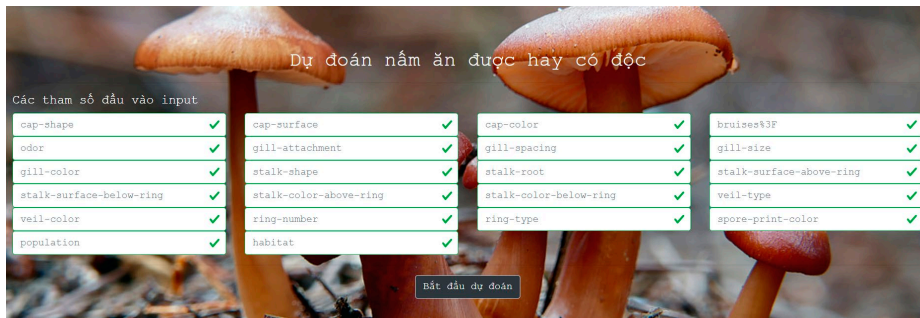 Dự đoán nấm ăn được hay có độc
Các tham số đầu vào input
cap-shape cap-surface cap-color bruises%3F
odor gill-attachment gill-spacing gill-size
gill-color stalk-shape stalk-root stalk-surface-above-ring
stalk-surface-below-ring stalk-color-above-ring stalk-color-below-ring veil-type
veil-color ring-number ring-type spore-print-color
population habitat
Bắt đầu dự đoán